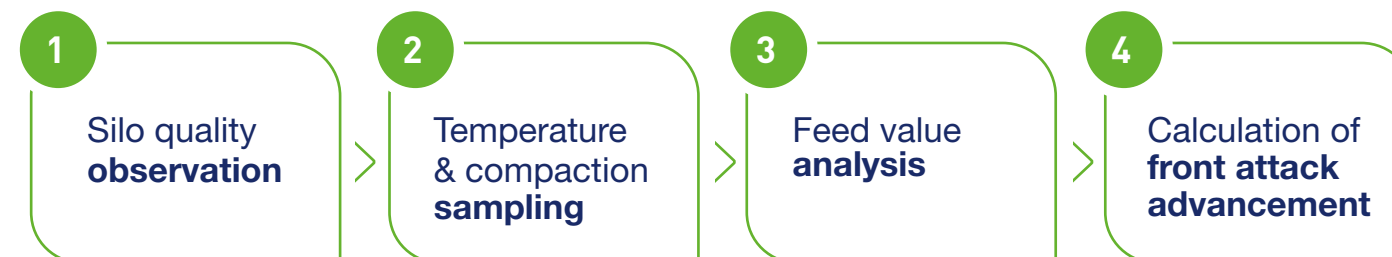 1
Silo quality
observation
2
Temperature
& compaction
sampling
3
Feed value
analysis
4
Calculation of
front attack
advancement